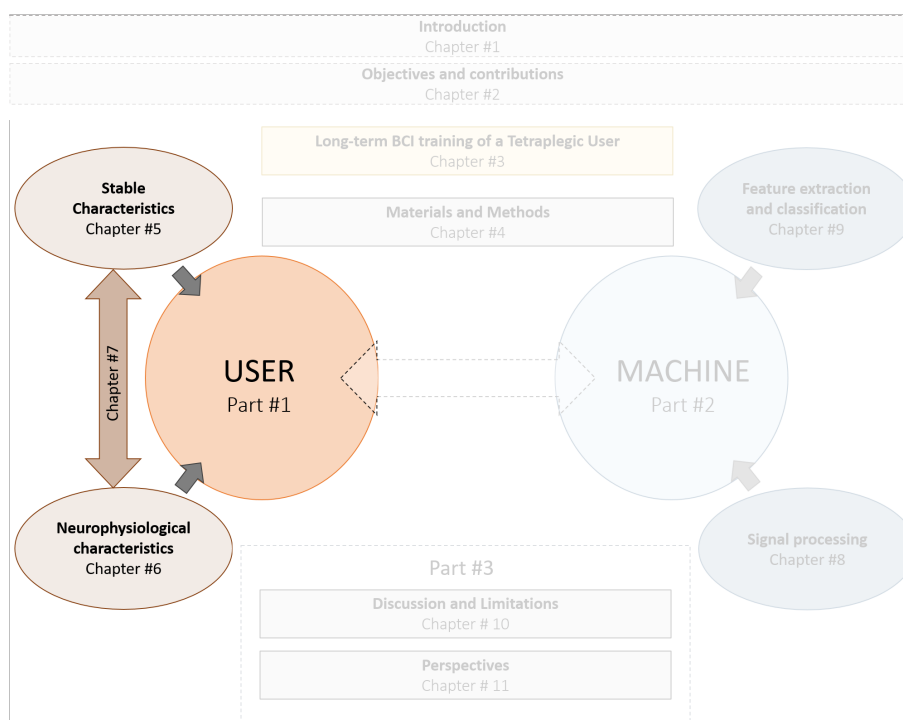 Introduction
Chapter #1
Objectives and contributions
Chapter #2
Long-term BCI training of a Tetraplegic User
Chapter #3
Materials and Methods
Chapter #4
Stable
Characteristics
Chapter #5
Feature extraction
and classification
Chapter #9
Chapter #7
USER
Part #1
MACHINE
Part #2
Neurophysiological
characteristics
Chapter #6
Signal processing
Chapter #8
Part #3
Discussion and Limitations
Chapter # 10
Perspectives
Chapter # 11